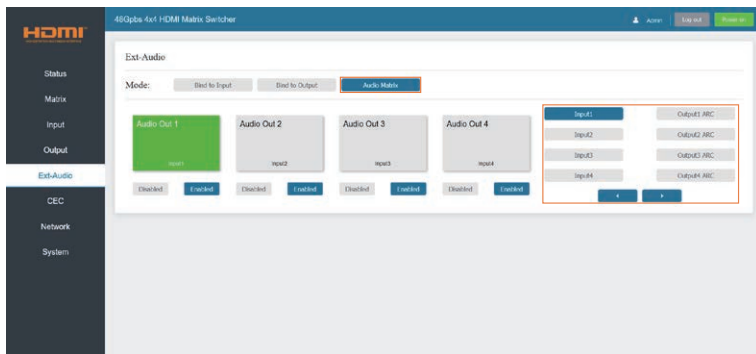 HDMI
46Gpbs 4x4 HDMI Matrix Switcher
Admin
Log out
Power on
Status
Matrix
Input
Output
Ext-Audio
CEC
Network
System
Ext-Audio
Mode:
Bind to Input
Bind to Output
Audio Matrix
Audio Out 1
Input1
Audio Out 2
Input2
Audio Out 3
Input3
Audio Out 4
Input4
Disabled
Enabled
Disabled
Enabled
Disabled
Enabled
Disabled
Enabled
Input1
Output1 ARC
Input2
Output2 ARC
Input3
Output3 ARC
Input4
Output4 ARC